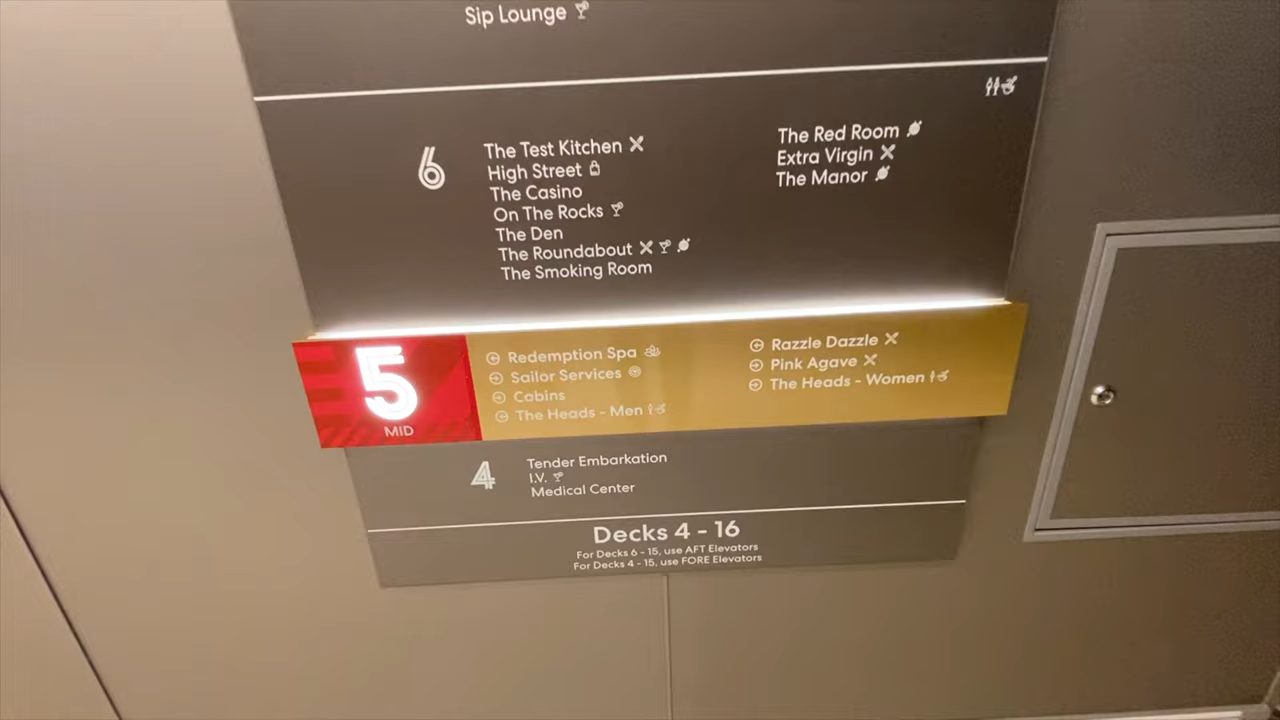 Sip Lounge
6
The Test Kitchen
High Street
The Casino
On The Rocks
The Den
The Roundabout
The Smoking Room
The Red Room
Extra Virgin
The Manor
5
MID
Redemption Spa
Sailor Services
Cabins
The Heads - Men
Razzle Dazzle
Pink Agave
The Heads - Women
4
Tender Embarkation
I.V.
Medical Center
Decks 4 - 16
For Decks 6 - 15, use AFT Elevators
For Decks 4 - 15, use FORE Elevators